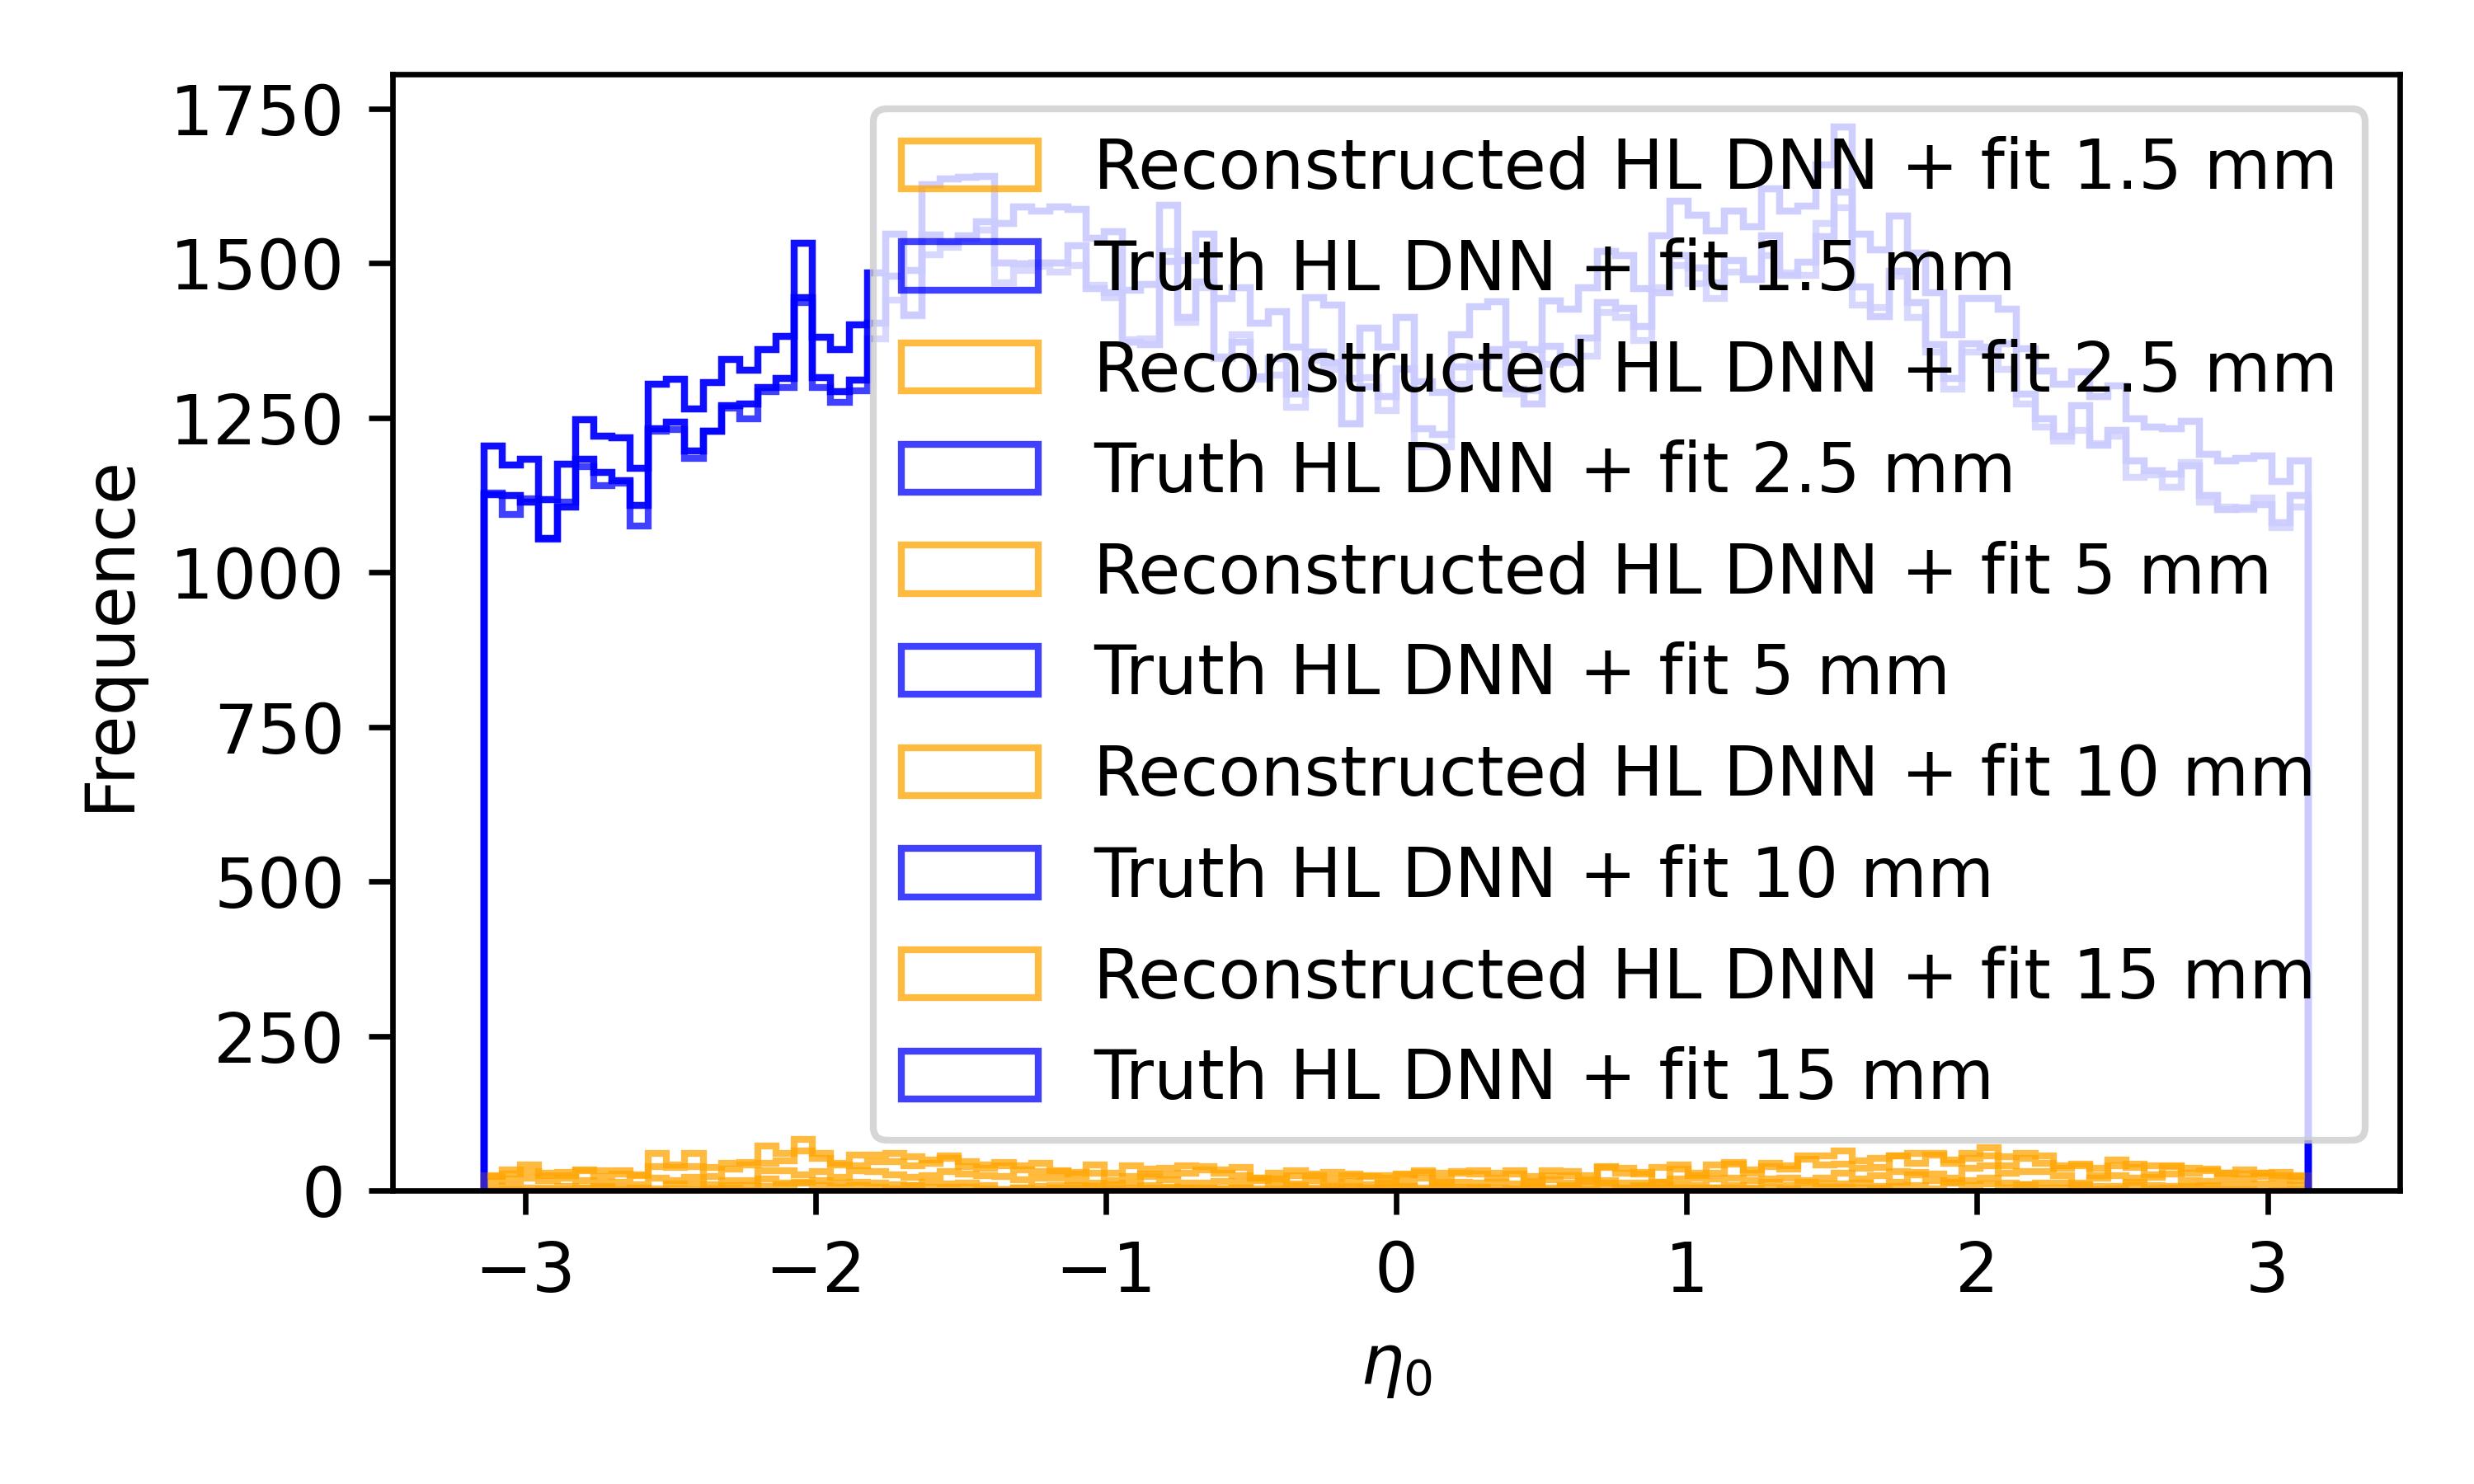 Frequence
1750
1500
1250
1000
750
500
250
0
Reconstructed HL DNN + fit 1.5 mm
Truth HL DNN + fit 1.5 mm
Reconstructed HL DNN + fit 2.5 mm
Truth HL DNN + fit 2.5 mm
Reconstructed HL DNN + fit 5 mm
Truth HL DNN + fit 5 mm
Reconstructed HL DNN + fit 10 mm
Truth HL DNN + fit 10 mm
Reconstructed HL DNN + fit 15 mm
Truth HL DNN + fit 15 mm
−3 −2 −1 0 1 2 3
η₀